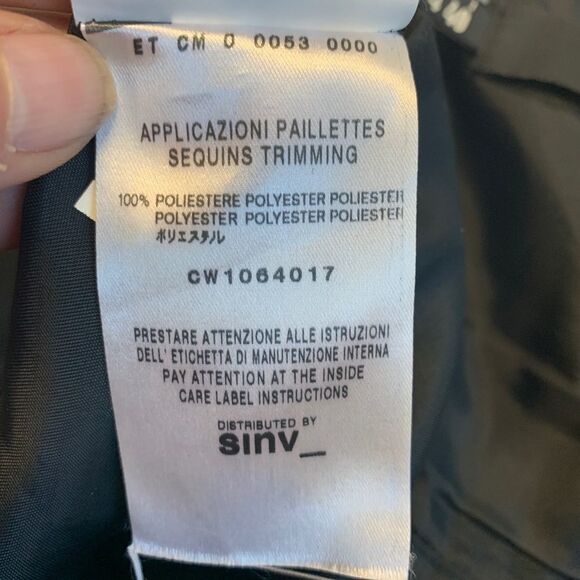 ET CM 0 0053 0000
APPLICAZIONI PAILLETTES
SEQUINS TRIMMING
100% POLIESTERE POLYESTER POLIESTER
POLYESTER POLYESTER POLIESTER
ポリエステル
CW1064017
PRESTARE ATTENZIONE ALLE ISTRUZIONI
DELL'ETICHETTA DI MANUTENZIONE INTERNA
PAY ATTENTION AT THE INSIDE
CARE LABEL INSTRUCTIONS
DISTRIBUTED BY
sinv_